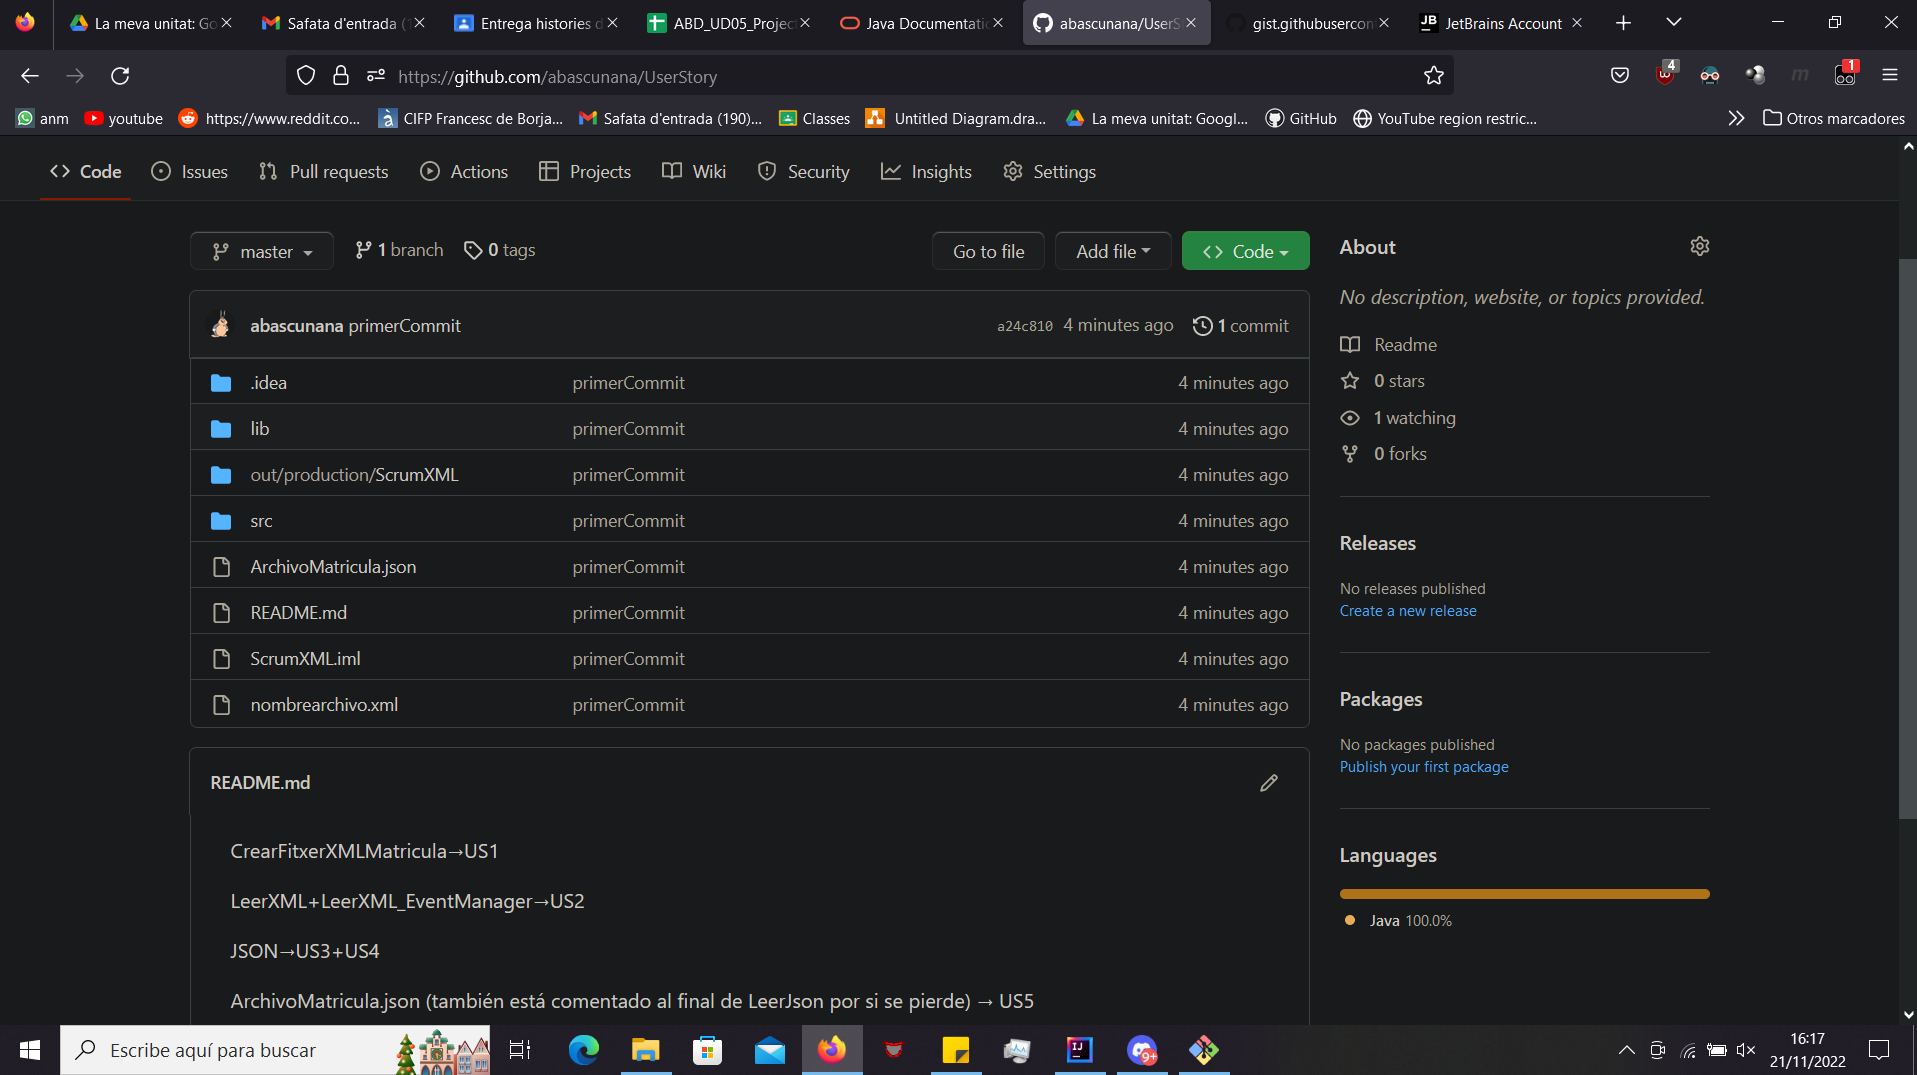 La meva unitat: Go
Safata d'entrada (1
Entrega histories d
ABD_UD05_Project
Java Documentatio
abascunana/UserS
gist.githubusercon
JB JetBrains Account
https://github.com/abascunana/UserStory
4
m
1
anm
youtube
https://www.reddit.co...
à CIFP Francesc de Borja...
Safata d'entrada (190)...
Classes
Untitled Diagram.dra...
La meva unitat: Googl...
GitHub
YouTube region restric...
Otros marcadores
Code
Issues
Pull requests
Actions
Projects
Wiki
Security
Insights
Settings
master
1 branch
0 tags
Go to file
Add file
Code
abascunana primerCommit a24c810 4 minutes ago 1 commit
.idea primerCommit 4 minutes ago
lib primerCommit 4 minutes ago
out/production/ScrumXML primerCommit 4 minutes ago
src primerCommit 4 minutes ago
ArchivoMatricula.json primerCommit 4 minutes ago
README.md primerCommit 4 minutes ago
ScrumXML.iml primerCommit 4 minutes ago
nombrearchivo.xml primerCommit 4 minutes ago
README.md
CrearFitxerXMLMatricula→US1
LeerXML+LeerXML_EventManager→US2
JSON→US3+US4
ArchivoMatricula.json (también está comentado al final de LeerJson por si se pierde) → US5
About
No description, website, or topics provided.
Readme
0 stars
1 watching
0 forks
Releases
No releases published
Create a new release
Packages
No packages published
Publish your first package
Languages
Java 100.0%
Escribe aquí para buscar
IJ
9+
16:17
21/11/2022